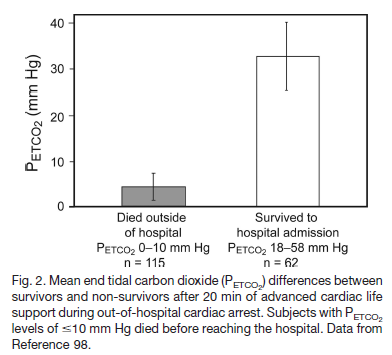 40
30
20
10
0
PETCO2 (mm Hg)
Died outside
of hospital
PETCO2 0–10 mm Hg
n = 115
Survived to
hospital admission
PETCO2 18–58 mm Hg
n = 62
Fig. 2. Mean end tidal carbon dioxide (PETCO2) differences between
survivors and non-survivors after 20 min of advanced cardiac life
support during out-of-hospital cardiac arrest. Subjects with PETCO2
levels of ≤10 mm Hg died before reaching the hospital. Data from
Reference 98.